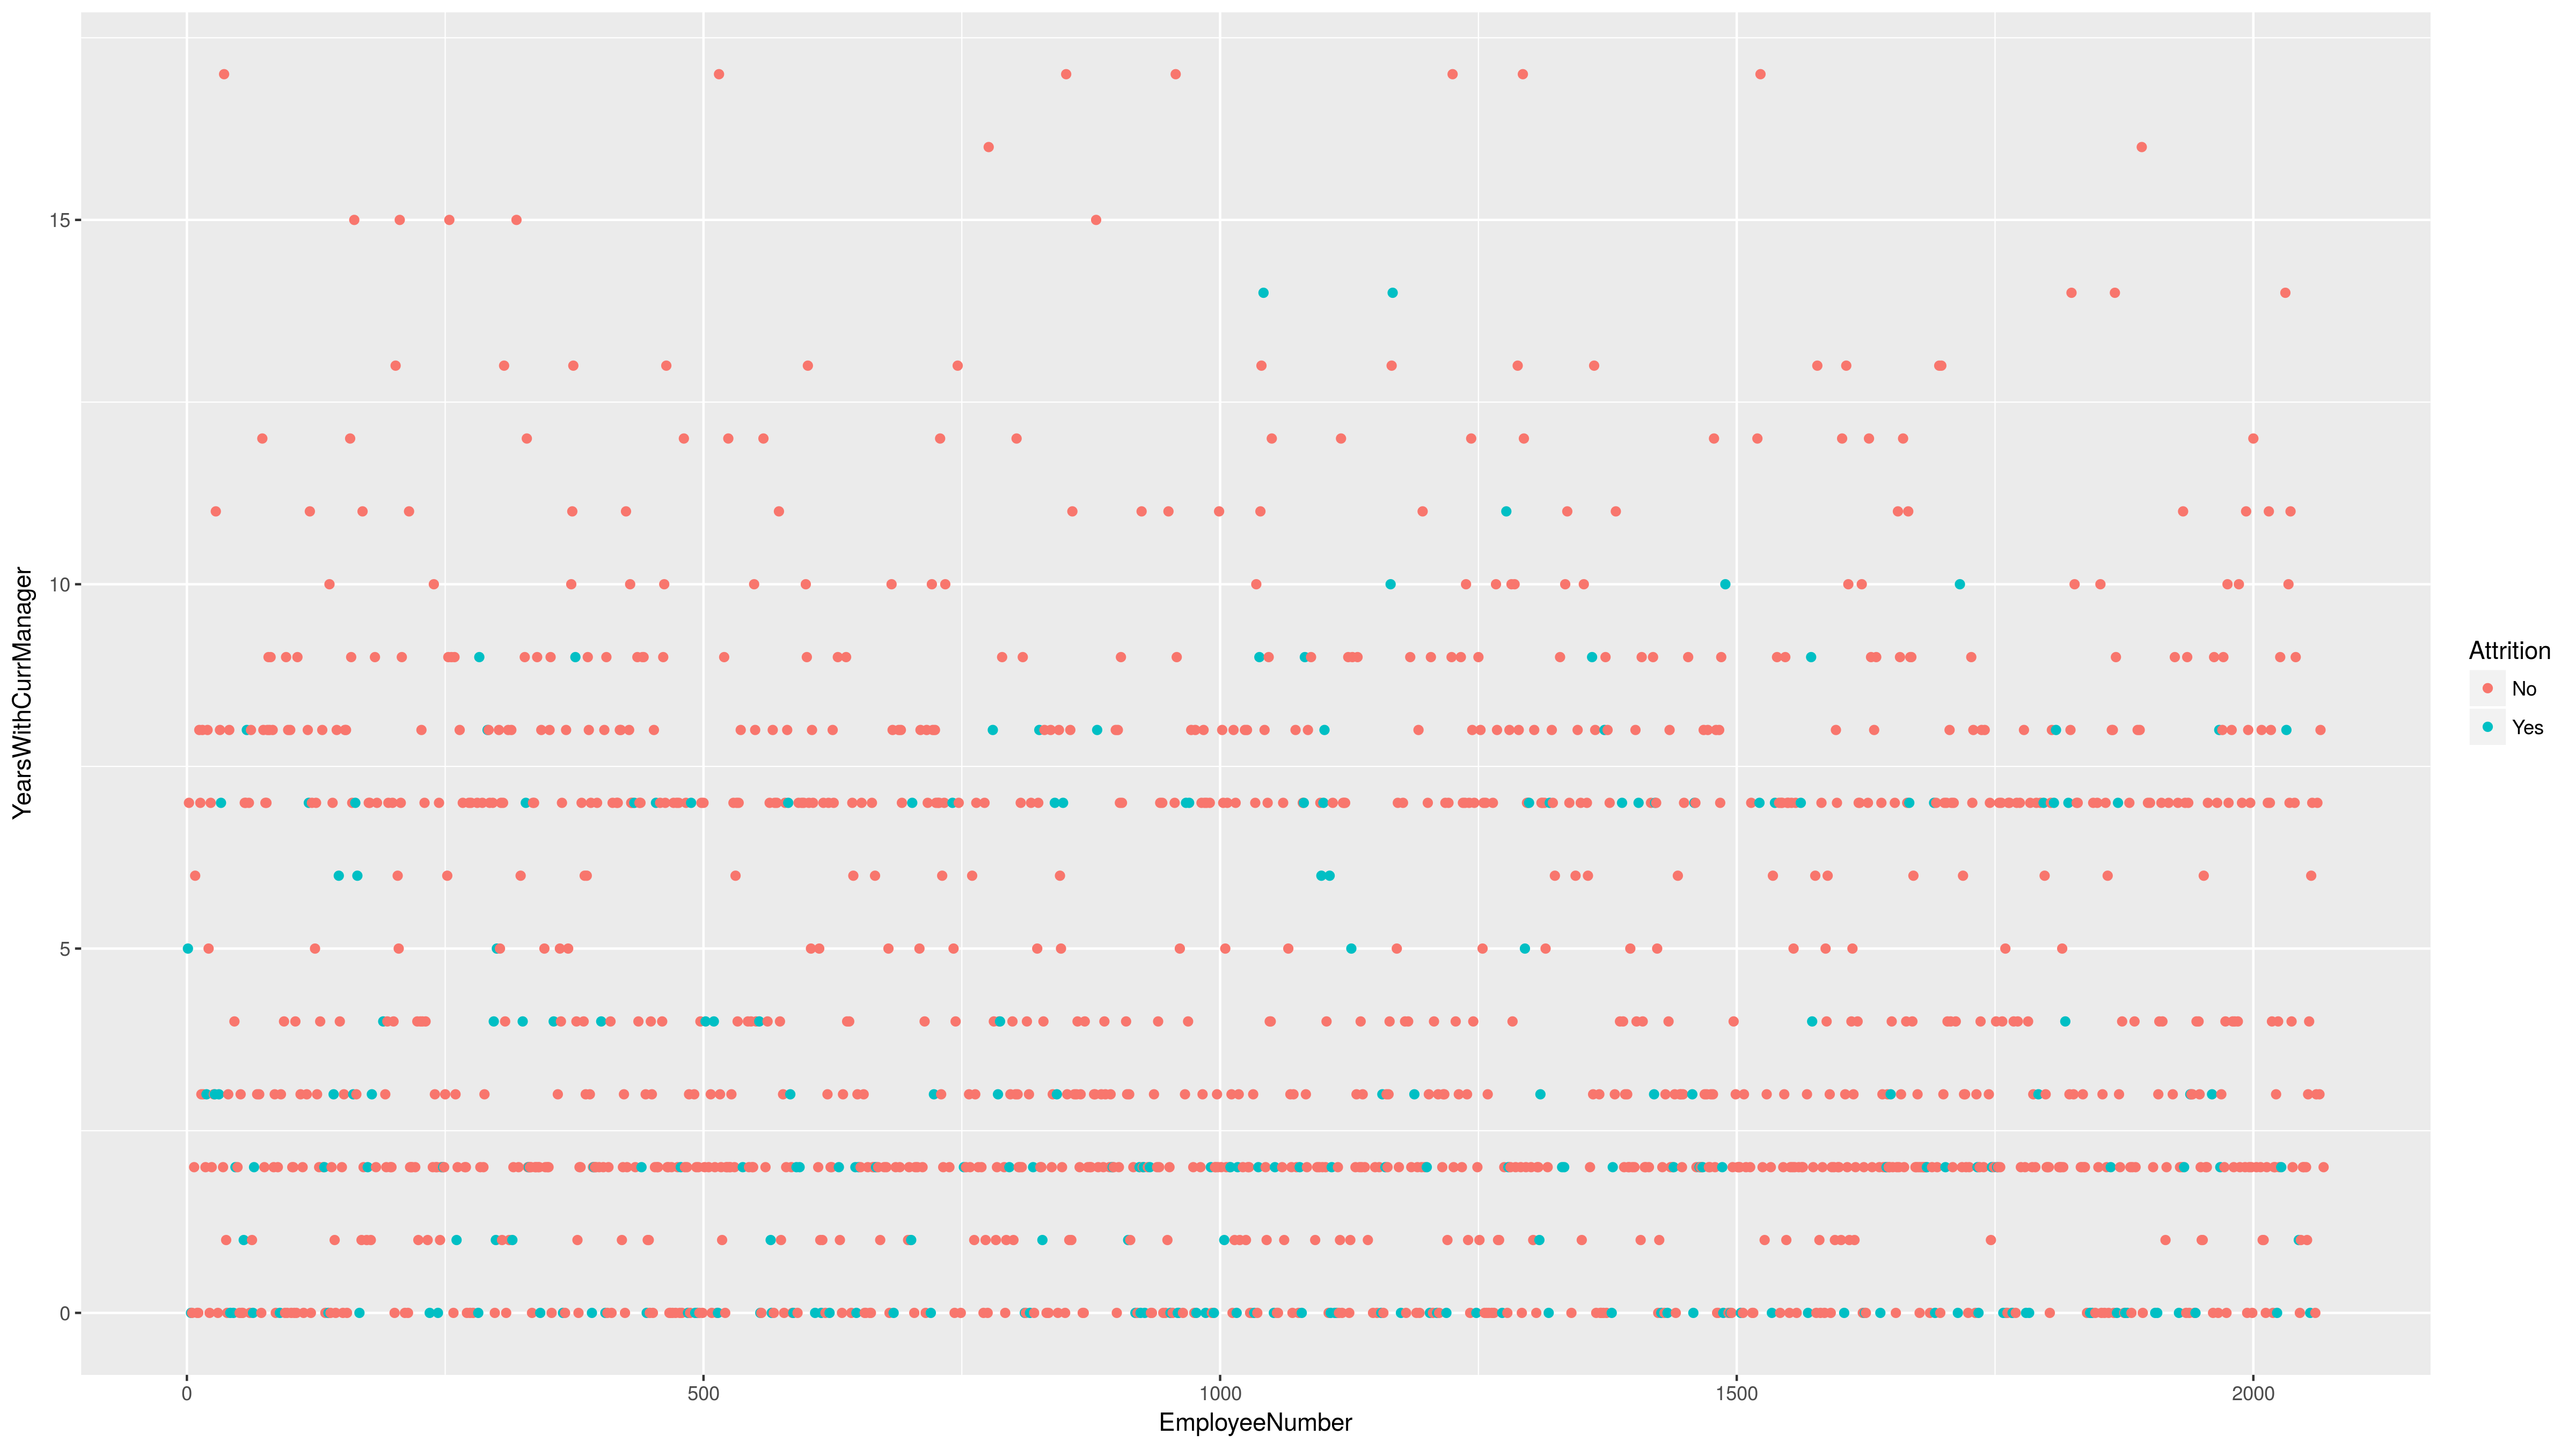 YearsWithCurrManager
15
10
5
0
0 500 1000 1500 2000
EmployeeNumber
Attrition
No
Yes